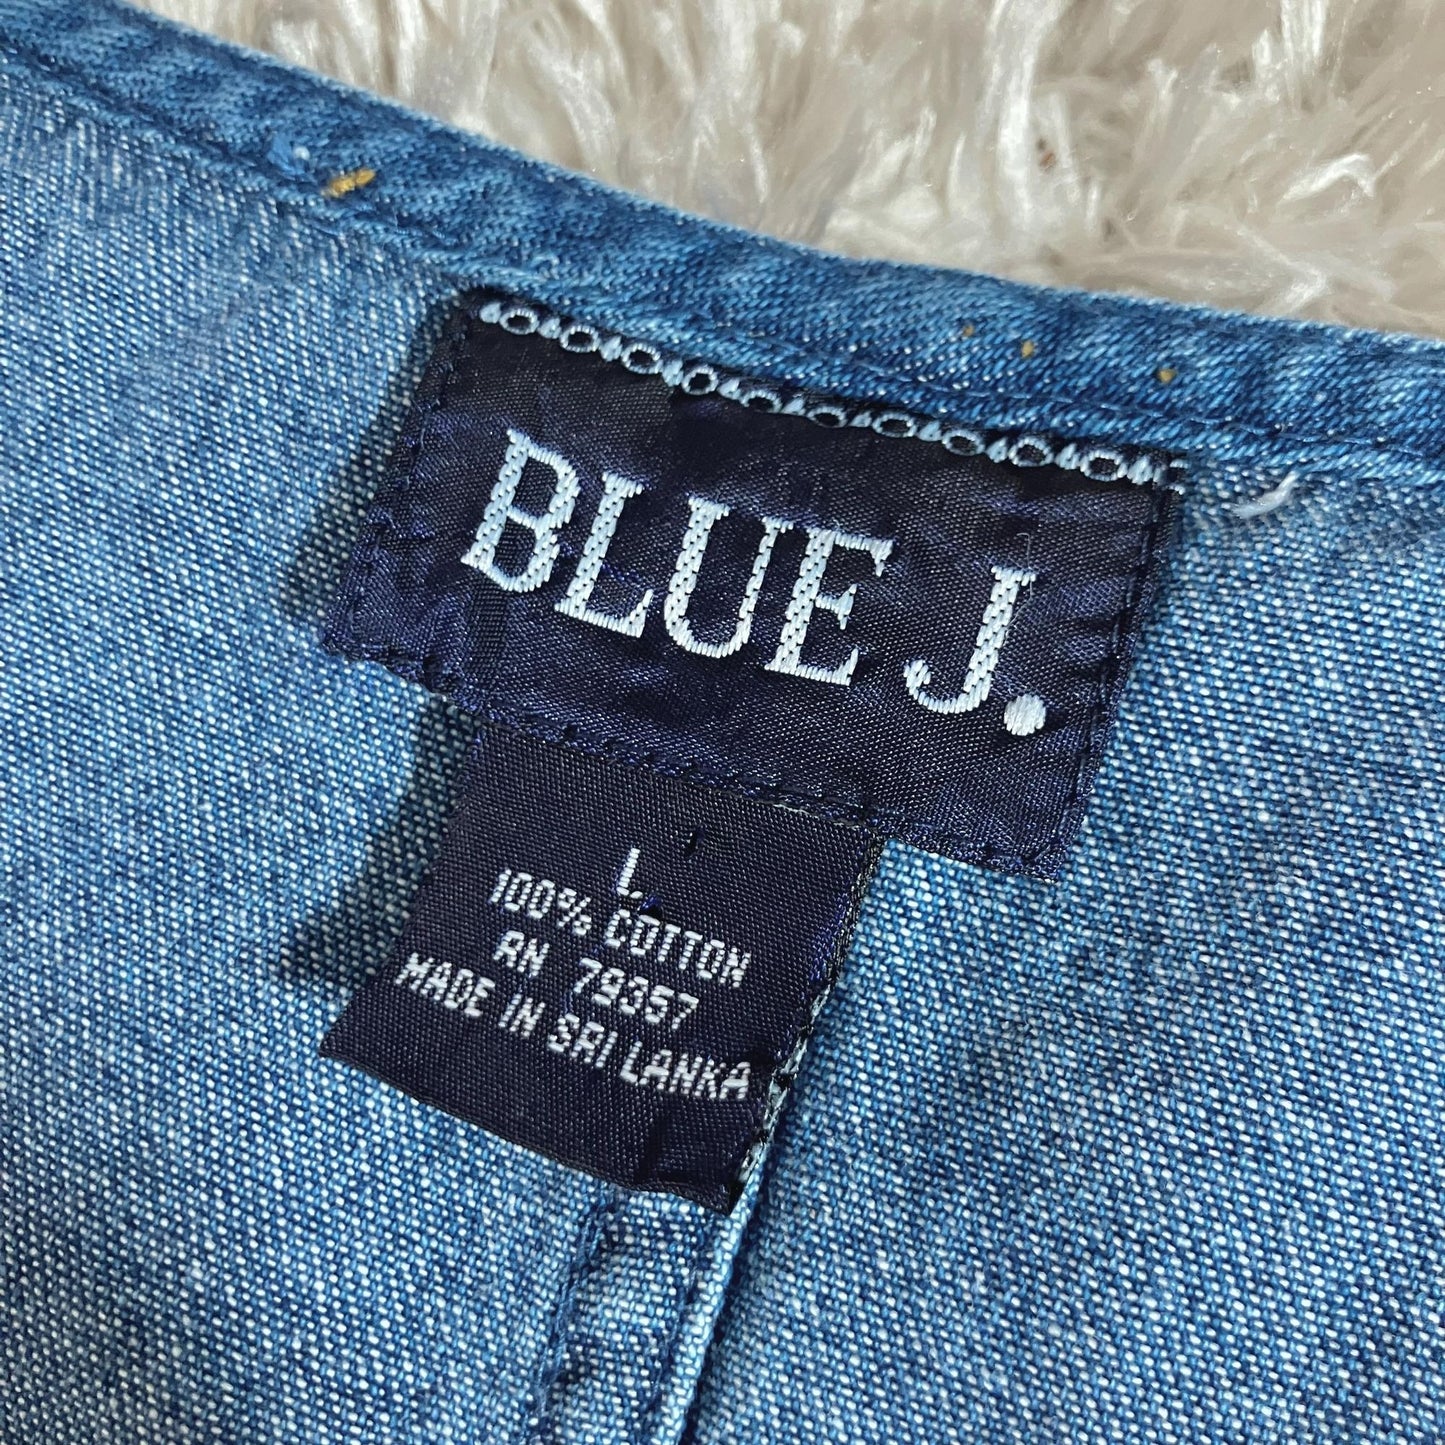 BLUE J.
L
100% COTTON
RN 79357
MADE IN SRI LANKA